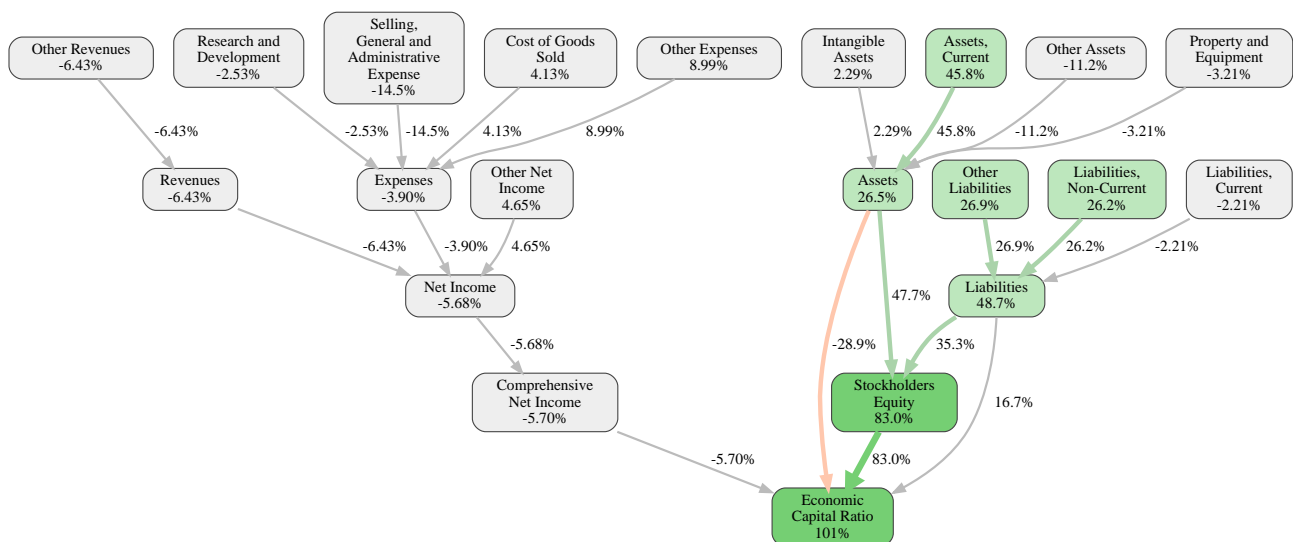 Other Revenues
-6.43%
Research and
Development
-2.53%
Selling,
General and
Administrative
Expense
-14.5%
Cost of Goods
Sold
4.13%
Other Expenses
8.99%
Intangible
Assets
2.29%
Assets,
Current
45.8%
Other Assets
-11.2%
Property and
Equipment
-3.21%
-6.43%
-2.53%
-14.5%
4.13%
8.99%
2.29%
45.8%
-11.2%
-3.21%
Revenues
-6.43%
Expenses
-3.90%
Other Net
Income
4.65%
Assets
26.5%
Other
Liabilities
26.9%
Liabilities,
Non-Current
26.2%
Liabilities,
Current
-2.21%
-6.43%
-3.90%
4.65%
26.9%
26.2%
-2.21%
Net Income
-5.68%
47.7%
Liabilities
48.7%
-5.68%
-28.9%
35.3%
Comprehensive
Net Income
-5.70%
Stockholders
Equity
83.0%
16.7%
-5.70%
83.0%
Economic
Capital Ratio
101%